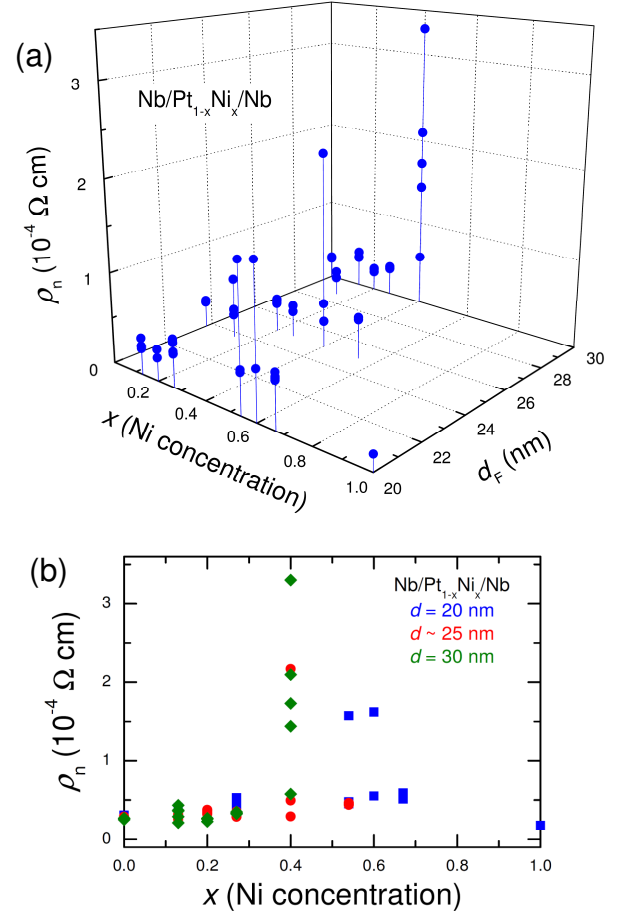 (a)
Nb/Pt1-xNix/Nb
ρn (10-4 Ω cm)
3
2
1
0
0.2
0.4
0.6
0.8
1.0
x (Ni concentration)
20
22
24
26
28
30
dF (nm)
(b)
Nb/Pt1-xNix/Nb
d = 20 nm
d ~ 25 nm
d = 30 nm
ρn (10-4 Ω cm)
3
2
1
0
0.0 0.2 0.4 0.6 0.8 1.0
x (Ni concentration)